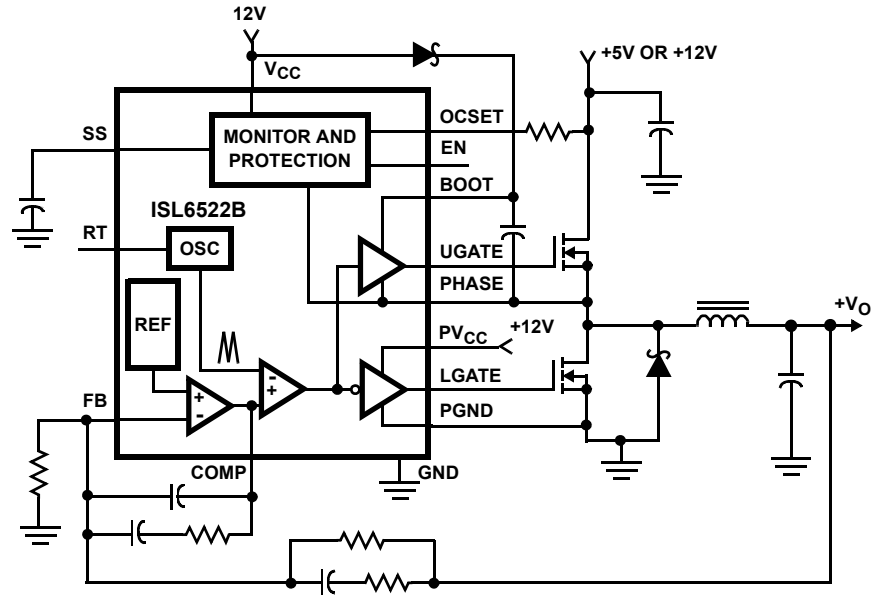 12V
VCC
+5V OR +12V
SS
MONITOR AND
PROTECTION
OCSET
EN
BOOT
ISL6522B
RT
OSC
UGATE
PHASE
REF
+VO
PVCC
+12V
LGATE
FB
+
-
-
+
PGND
COMP
GND